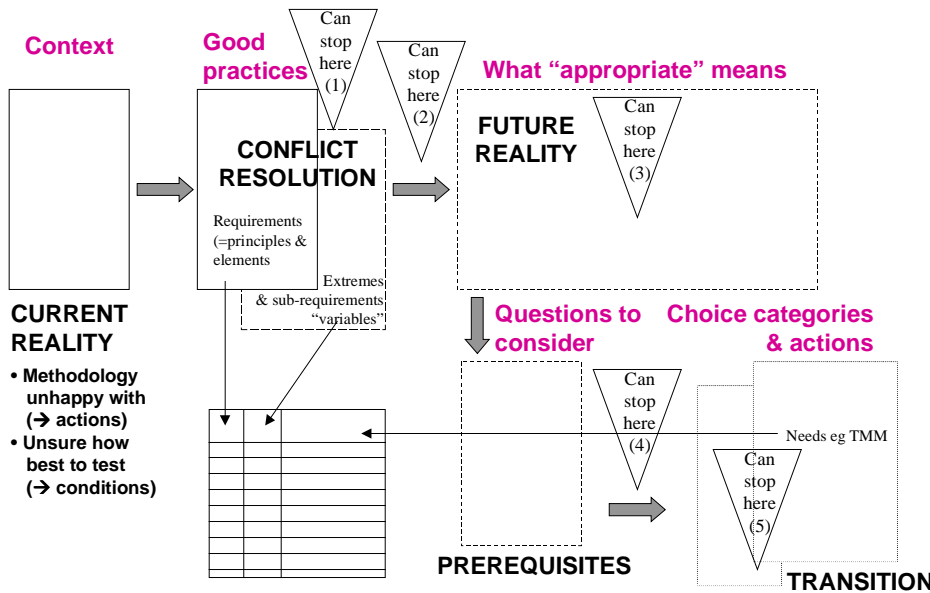 Context
Good
practices
Can
stop
here
(1)
Can
stop
here
(2)
What “appropriate” means
CONFLICT
RESOLUTION
FUTURE
REALITY
Can
stop
here
(3)
Requirements
(=principles &
elements
Extremes
& sub-requirements
“variables”
CURRENT
REALITY
• Methodology
unhappy with
(→ actions)
• Unsure how
best to test
(→ conditions)
Questions to
consider
Choice categories
& actions
Can
stop
here
(4)
Needs eg TMM
Can
stop
here
(5)
PREREQUISITES
TRANSITION